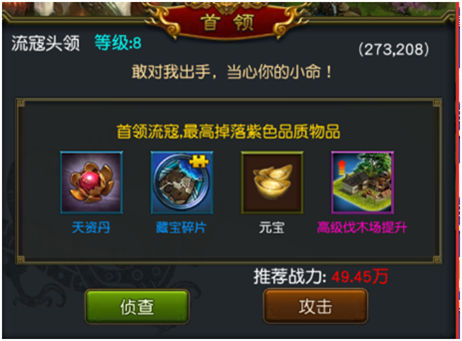 首领
流寇头领 等级:8 (273,208)
敢对我出手，当心你的小命！
首领流寇,最高掉落紫色品质物品
天资丹 藏宝碎片 元宝 高级伐木场提升
推荐战力: 49.45万
侦查 攻击